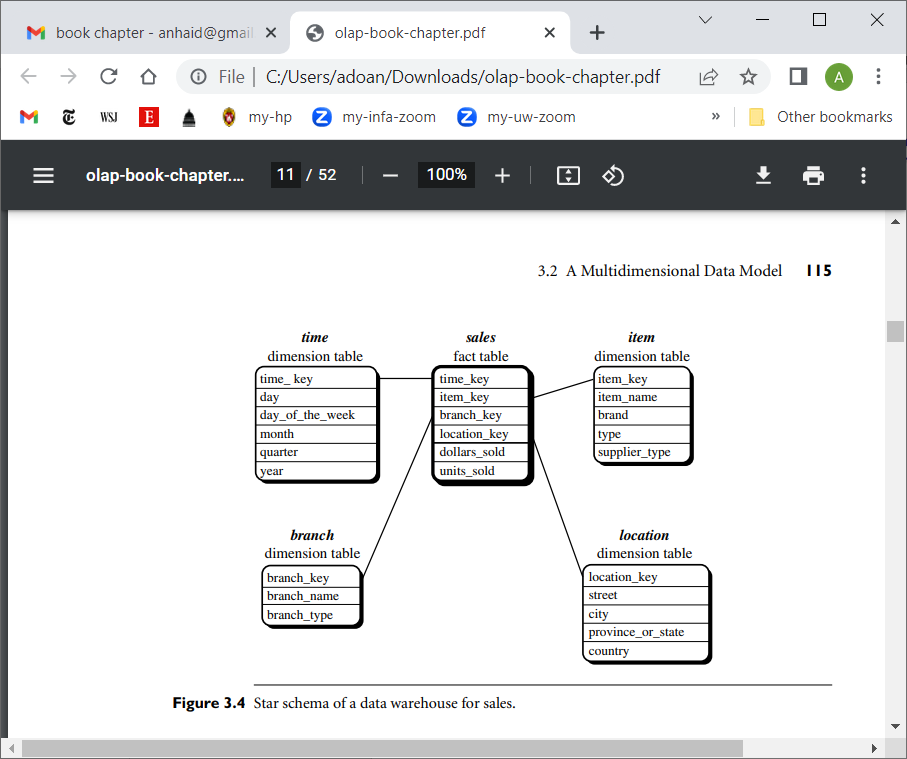 book chapter - anhaid@gmai
olap-book-chapter.pdf
File | C:/Users/adoan/Downloads/olap-book-chapter.pdf
A
WSJ
E
my-hp
Z
my-infa-zoom
Z
my-uw-zoom
»
Other bookmarks
olap-book-chapter....
11 / 52
100%
3.2 A Multidimensional Data Model 115
time
dimension table
time_ key
day
day_of_the_week
month
quarter
year
sales
fact table
time_key
item_key
branch_key
location_key
dollars_sold
units_sold
item
dimension table
item_key
item_name
brand
type
supplier_type
branch
dimension table
branch_key
branch_name
branch_type
location
dimension table
location_key
street
city
province_or_state
country
Figure 3.4 Star schema of a data warehouse for sales.